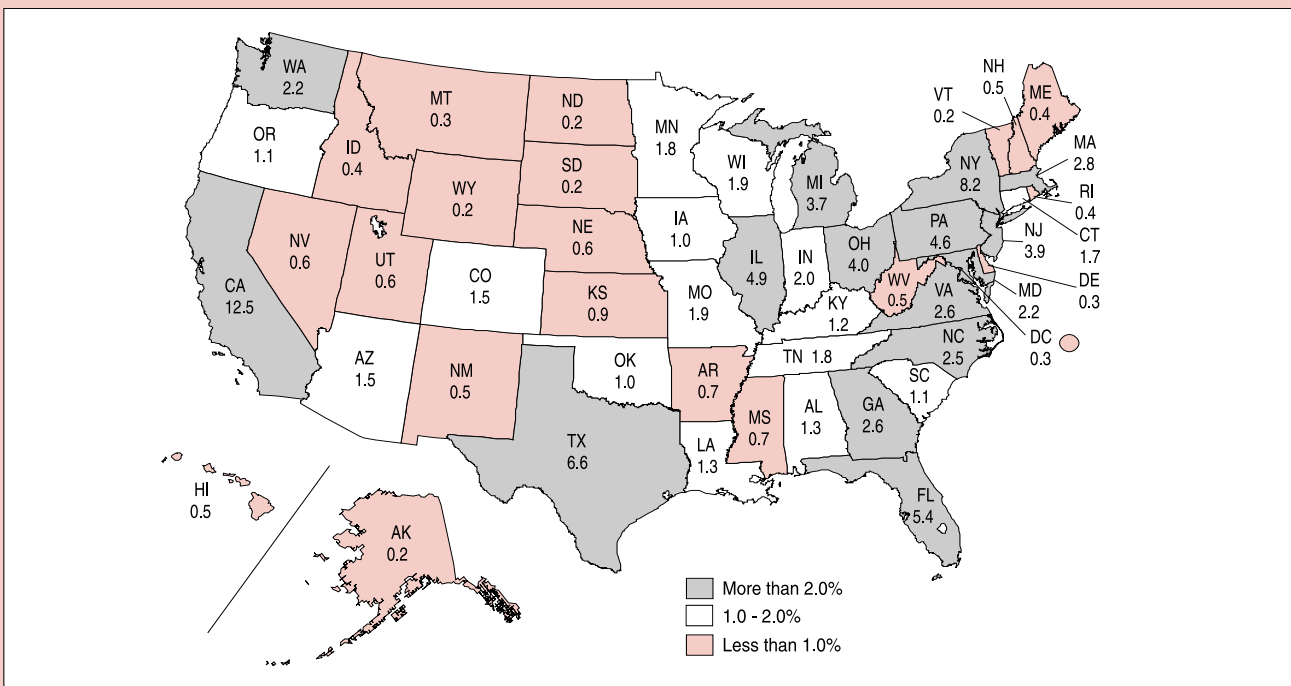 WA
2.2
OR
1.1
CA
12.5
ID
0.4
NV
0.6
MT
0.3
WY
0.2
UT
0.6
AZ
1.5
CO
1.5
NM
0.5
ND
0.2
SD
0.2
NE
0.6
KS
0.9
OK
1.0
TX
6.6
MN
1.8
IA
1.0
MO
1.9
AR
0.7
LA
1.3
WI
1.9
IL
4.9
MI
3.7
IN
2.0
OH
4.0
KY
1.2
TN 1.8
MS
0.7
AL
1.3
GA
2.6
FL
5.4
SC
1.1
NC
2.5
VA
2.6
WV
0.5
PA
4.6
NY
8.2
VT
0.2
NH
0.5
ME
0.4
MA
2.8
RI
0.4
CT
1.7
NJ
3.9
DE
0.3
MD
2.2
DC
0.3
HI
0.5
AK
0.2
More than 2.0%
1.0 - 2.0%
Less than 1.0%